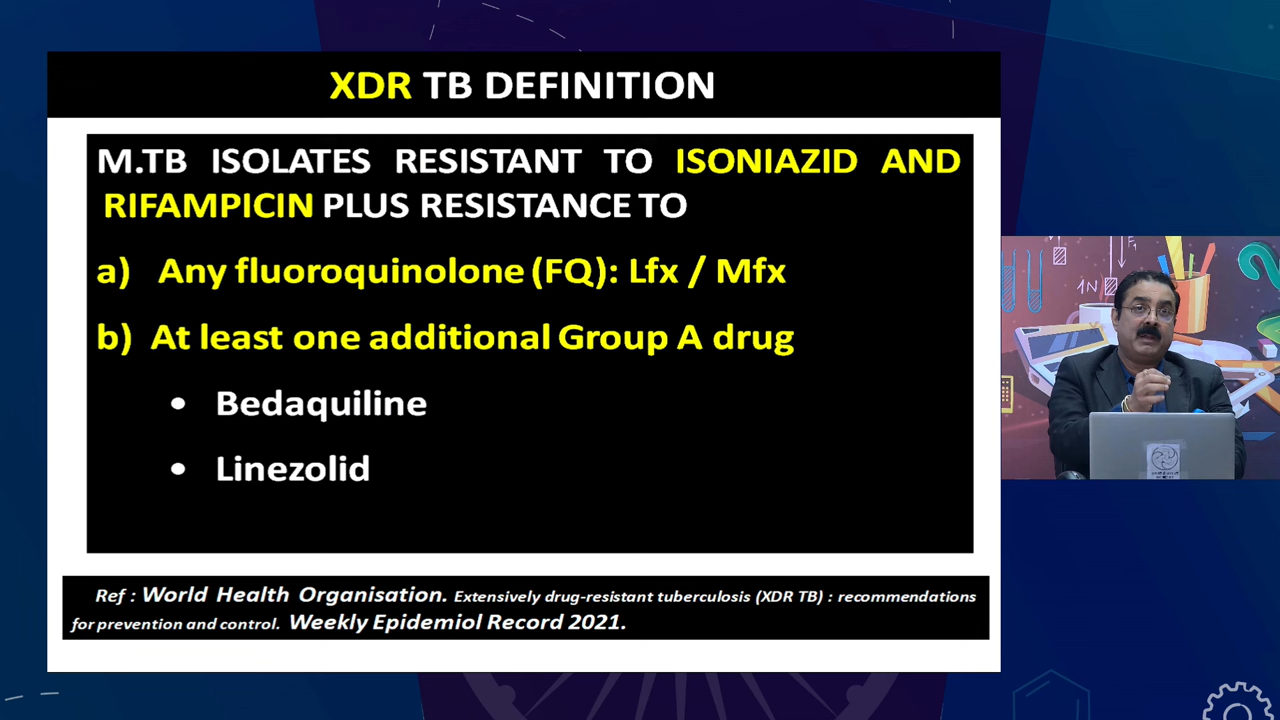 XDR TB DEFINITION
M.TB ISOLATES RESISTANT TO ISONIAZID AND
RIFAMPICIN PLUS RESISTANCE TO
a) Any fluoroquinolone (FQ): Lfx / Mfx
b) At least one additional Group A drug
• Bedaquiline
• Linezolid
Ref : World Health Organisation. Extensively drug-resistant tuberculosis (XDR TB) : recommendations
for prevention and control. Weekly Epidemiol Record 2021.
1N
F₁